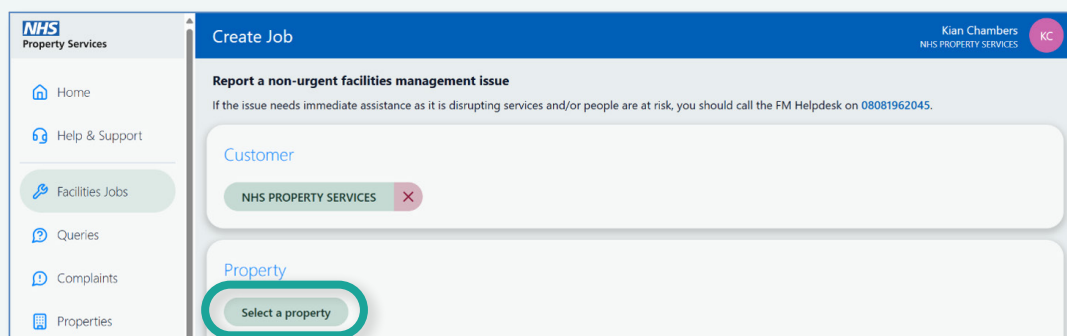 NHS
Property Services
Home
Help & Support
Facilities Jobs
Queries
Complaints
Properties
Create Job
Kian Chambers
NHS PROPERTY SERVICES
KC
Report a non-urgent facilities management issue
If the issue needs immediate assistance as it is disrupting services and/or people are at risk, you should call the FM Helpdesk on 08081962045.
Customer
NHS PROPERTY SERVICES
Property
Select a property